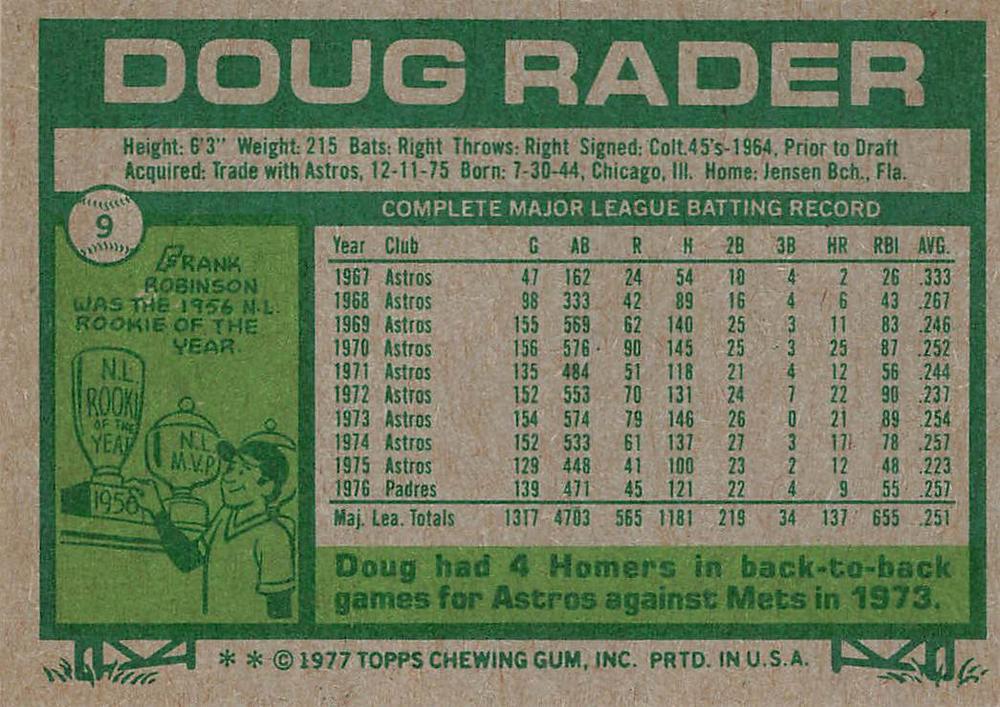 DOUG RADER
Height: 6'3" Weight: 215 Bats: Right Throws: Right Signed: Colt.45's-1964, Prior to Draft
Acquired: Trade with Astros, 12-11-75 Born: 7-30-44, Chicago, Ill. Home: Jensen Bch., Fla.
9
COMPLETE MAJOR LEAGUE BATTING RECORD
FRANK
ROBINSON
WAS THE 1956 N.L.
ROOKIE OF THE
YEAR.
N.L.
ROOKI
OF THE
YEAR
1956
N.L.
M.V.P.
Year Club G AB R H 2B 3B HR RBI AVG.
1967 Astros 47 162 24 54 10 4 2 26 .333
1968 Astros 98 333 42 89 16 4 6 43 .267
1969 Astros 155 569 62 140 25 3 11 83 .246
1970 Astros 156 576 90 145 25 3 25 87 .252
1971 Astros 135 484 51 118 21 4 12 56 .244
1972 Astros 152 553 70 131 24 7 22 90 .237
1973 Astros 154 574 79 146 26 0 21 89 .254
1974 Astros 152 533 61 137 27 3 17 78 .257
1975 Astros 129 448 41 100 23 2 12 48 .223
1976 Padres 139 471 45 121 22 4 9 55 .257
Maj. Lea. Totals 1317 4703 565 1181 219 34 137 655 .251
Doug had 4 Homers in back-to-back
games for Astros against Mets in 1973.
* * © 1977 TOPPS CHEWING GUM, INC. PRTD. IN U.S.A.